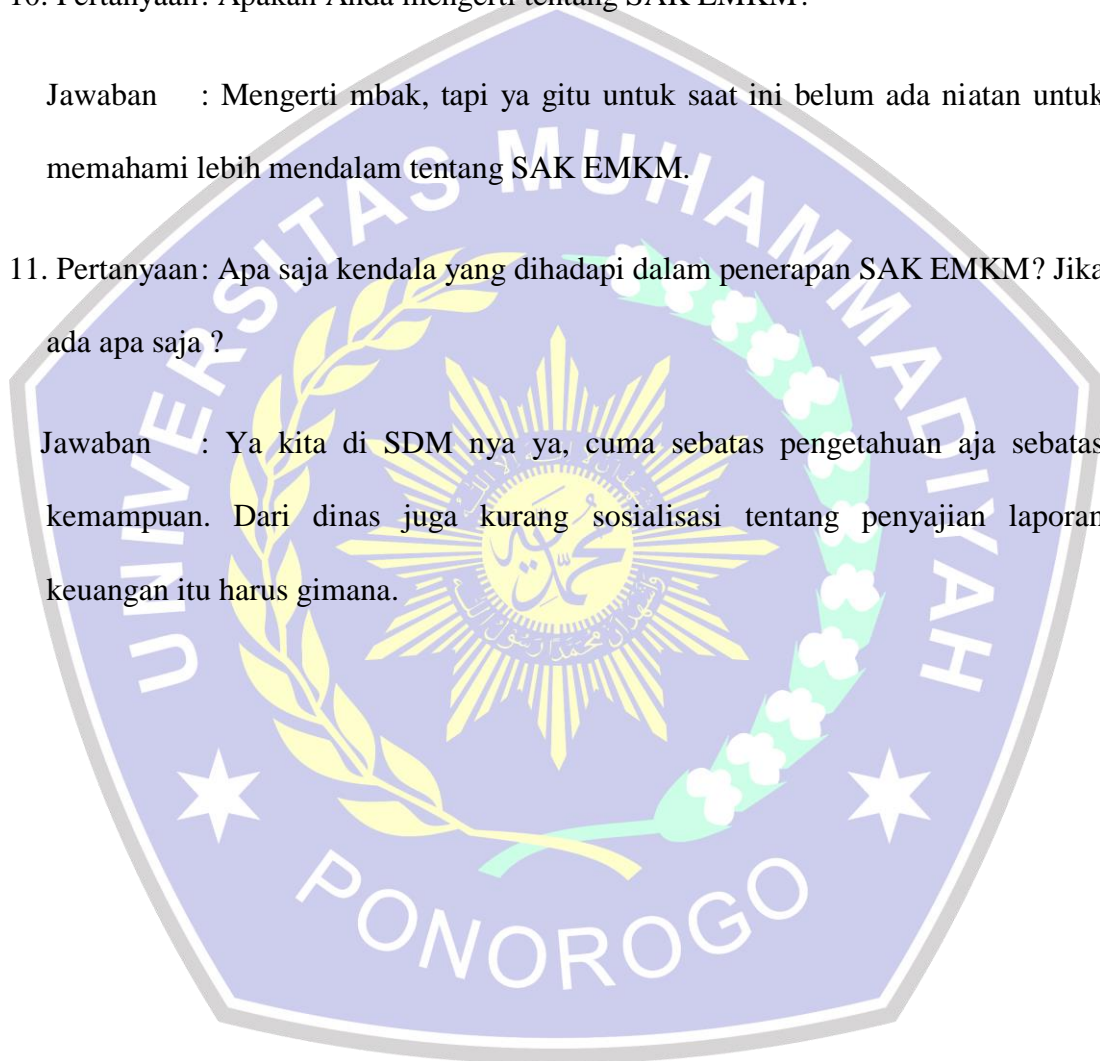 10. Pertanyaan: Apakah Anda mengerti tentang SAK EMKM?
Jawaban : Mengerti mbak, tapi ya gitu untuk saat ini belum ada niatan untuk
memahami lebih mendalam tentang SAK EMKM.
11. Pertanyaan: Apa saja kendala yang dihadapi dalam penerapan SAK EMKM? Jika
ada apa saja ?
Jawaban : Ya kita di SDM nya ya, cuma sebatas pengetahuan aja sebatas
kemampuan. Dari dinas juga kurang sosialisasi tentang penyajian laporan
keuangan itu harus gimana.
UNIVERSITAS MUHAMMADIYAH
PONOROGO
محمد